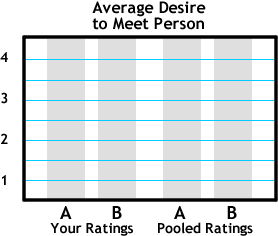 Average Desire
to Meet Person
4
3
2
1
A B A B
Your Ratings Pooled Ratings